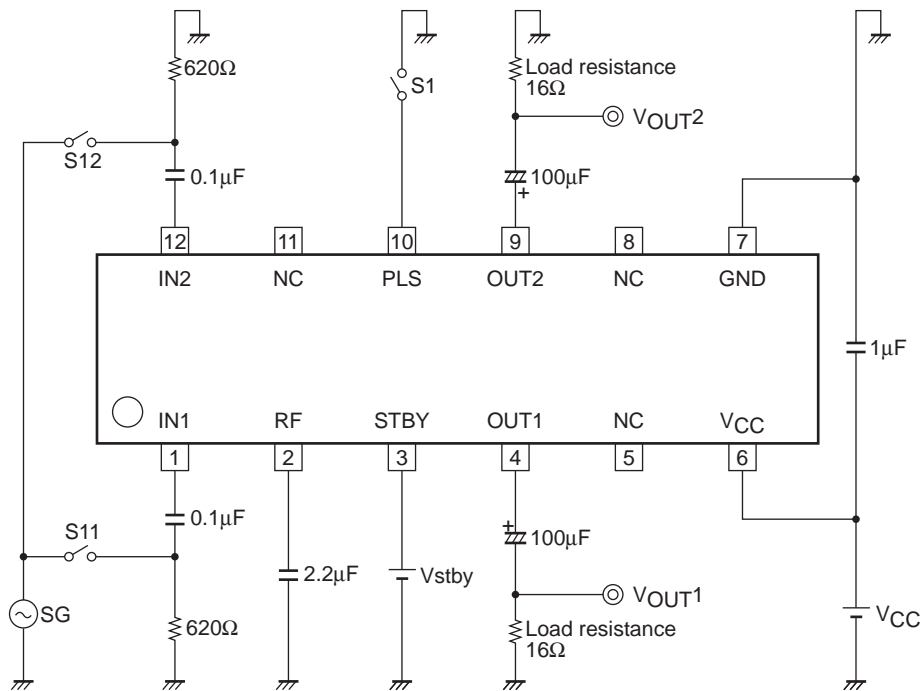 620Ω
S1
Load resistance
16Ω
VOUT2
S12
0.1μF
100μF
+
12
11
10
9
8
7
IN2
NC
PLS
OUT2
NC
GND
1μF
IN1
RF
STBY
OUT1
NC
VCC
1
2
3
4
5
6
S11
0.1μF
+
100μF
2.2μF
Vstby
VOUT1
SG
620Ω
Load resistance
16Ω
VCC